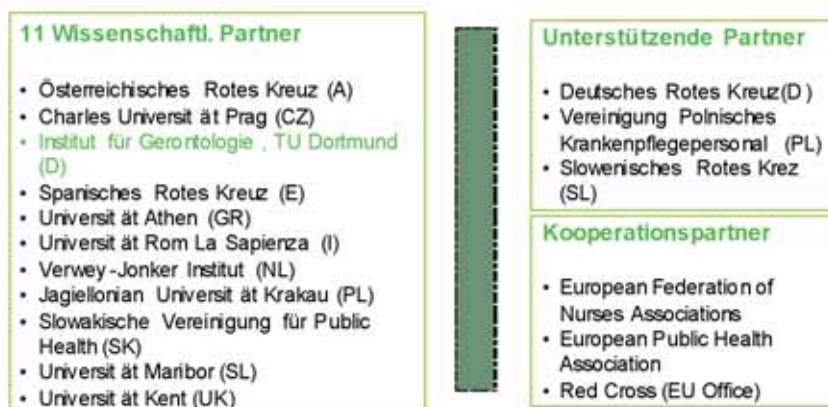 11 Wissenschaftl. Partner
• Österreichisches Rotes Kreuz (A)
• Charles Universit ät Prag (CZ)
• Institut für Gerontologie , TU Dortmund
(D)
• Spanisches Rotes Kreuz (E)
• Universit ät Athen (GR)
• Universit ät Rom La Sapienza (I)
• Verwey-Jonker Institut (NL)
• Jagiellonian Universit ät Krakau (PL)
• Slowakische Vereinigung für Public
Health (SK)
• Universit ät Maribor (SL)
• Universit ät Kent (UK)
Unterstützende Partner
• Deutsches Rotes Kreuz(D )
• Vereinigung Polnisches
Krankenpflegepersonal (PL)
• Slowenisches Rotes Krez
(SL)
Kooperationspartner
• European Federation of
Nurses Associations
• European Public Health
Association
• Red Cross (EU Office)